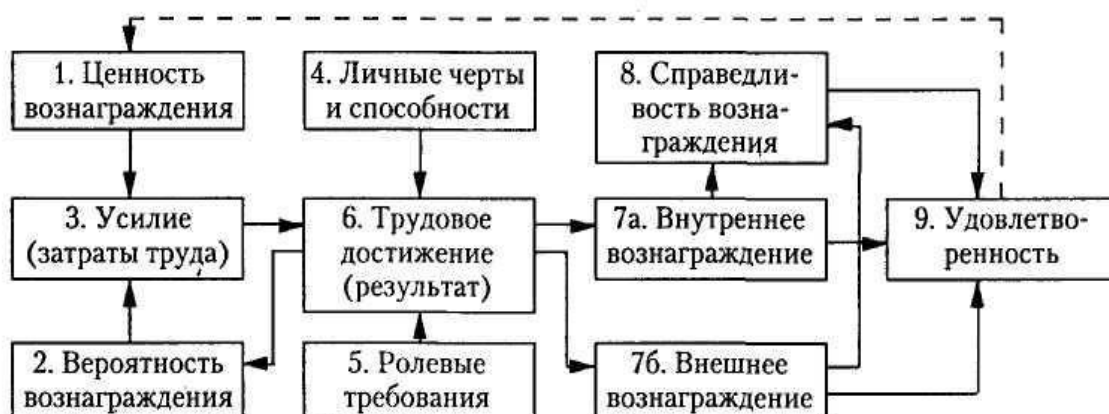 1. Ценность
вознаграждения
4. Личные черты
и способности
8. Справедли-
вость возна-
граждения
3. Усилие
(затраты труда)
6. Трудовое
достижение
(результат)
7а. Внутреннее
вознаграждение
9. Удовлетво-
ренность
2. Вероятность
вознаграждения
5. Ролевые
требования
7б. Внешнее
вознаграждение